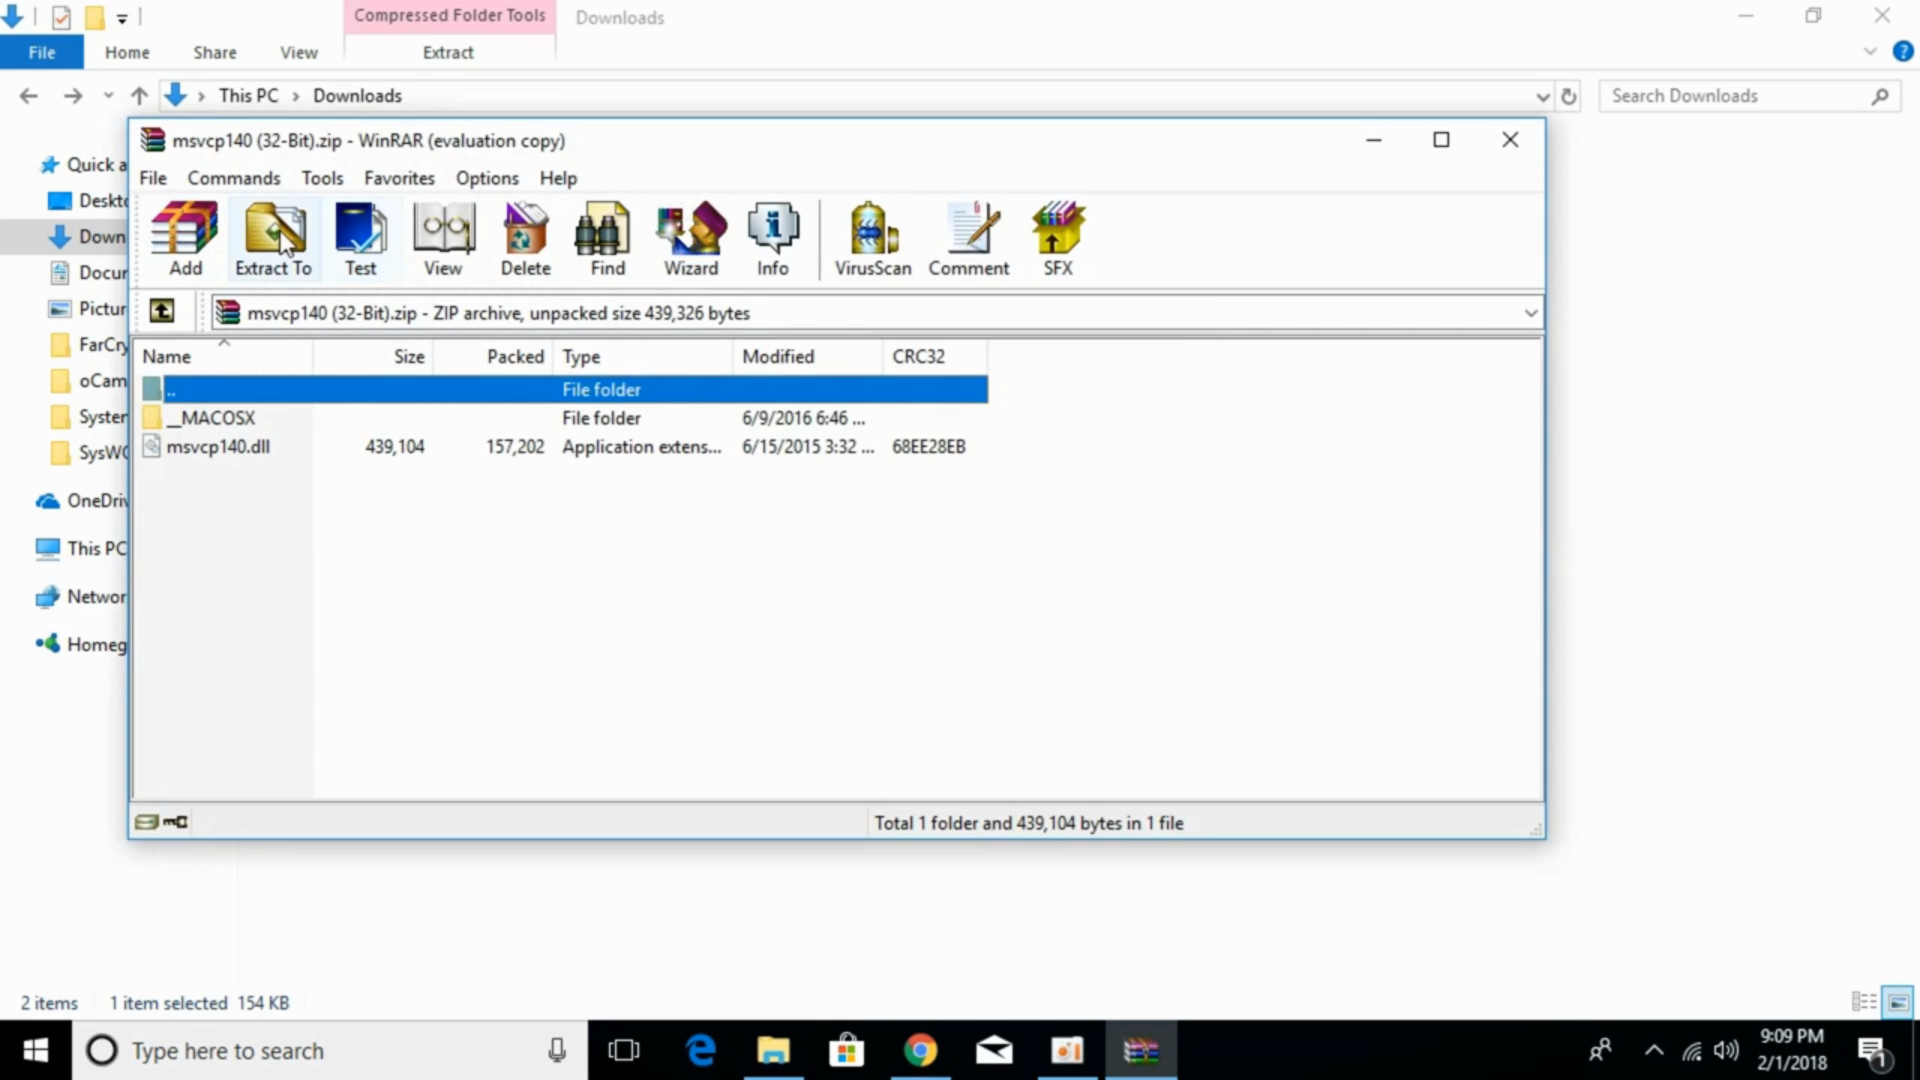 Compressed Folder Tools
Downloads
File
Home
Share
View
Extract
This PC > Downloads
Search Downloads
msvcp140 (32-Bit).zip - WinRAR (evaluation copy)
File Commands Tools Favorites Options Help
Add
Extract To
Test
View
Delete
Find
Wizard
Info
VirusScan
Comment
SFX
msvcp140 (32-Bit).zip - ZIP archive, unpacked size 439,326 bytes
Name Size Packed Type Modified CRC32
.. File folder
__MACOSX File folder 6/9/2016 6:46 ...
msvcp140.dll 439,104 157,202 Application extens... 6/15/2015 3:32 ... 68EE28EB
Quick a
Deskto
Down
Docur
Pictur
FarCry
oCam
System
SysWO
OneDriv
This PC
Networ
Homeg
Total 1 folder and 439,104 bytes in 1 file
2 items 1 item selected 154 KB
Type here to search
9:09 PM
2/1/2018
1